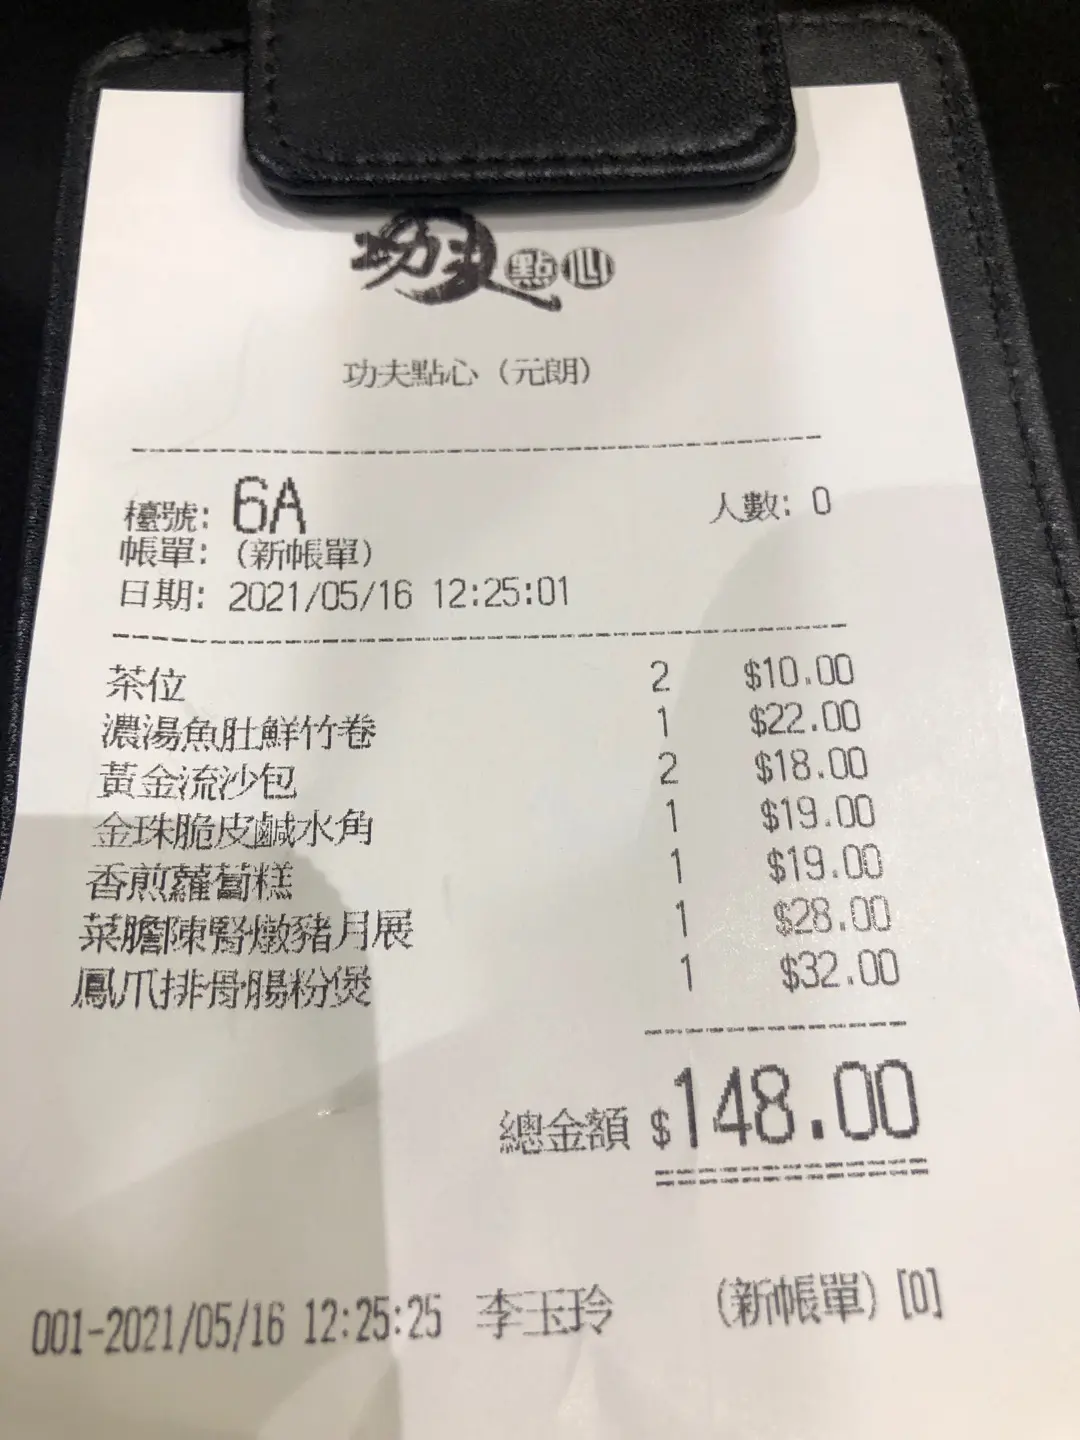 功夫點心
功夫點心（元朗）
檯號: 6A 人數: 0
帳單: (新帳單)
日期: 2021/05/16 12:25:01
茶位 2 $10.00
濃湯魚肚鮮竹卷 1 $22.00
黃金流沙包 2 $18.00
金珠脆皮鹹水角 1 $19.00
香煎蘿蔔糕 1 $19.00
菜膽陳腎燉豬月展 1 $28.00
鳳爪排骨腸粉煲 1 $32.00
總金額 $148.00
001-2021/05/16 12:25:25 李玉玲 (新帳單) [0]